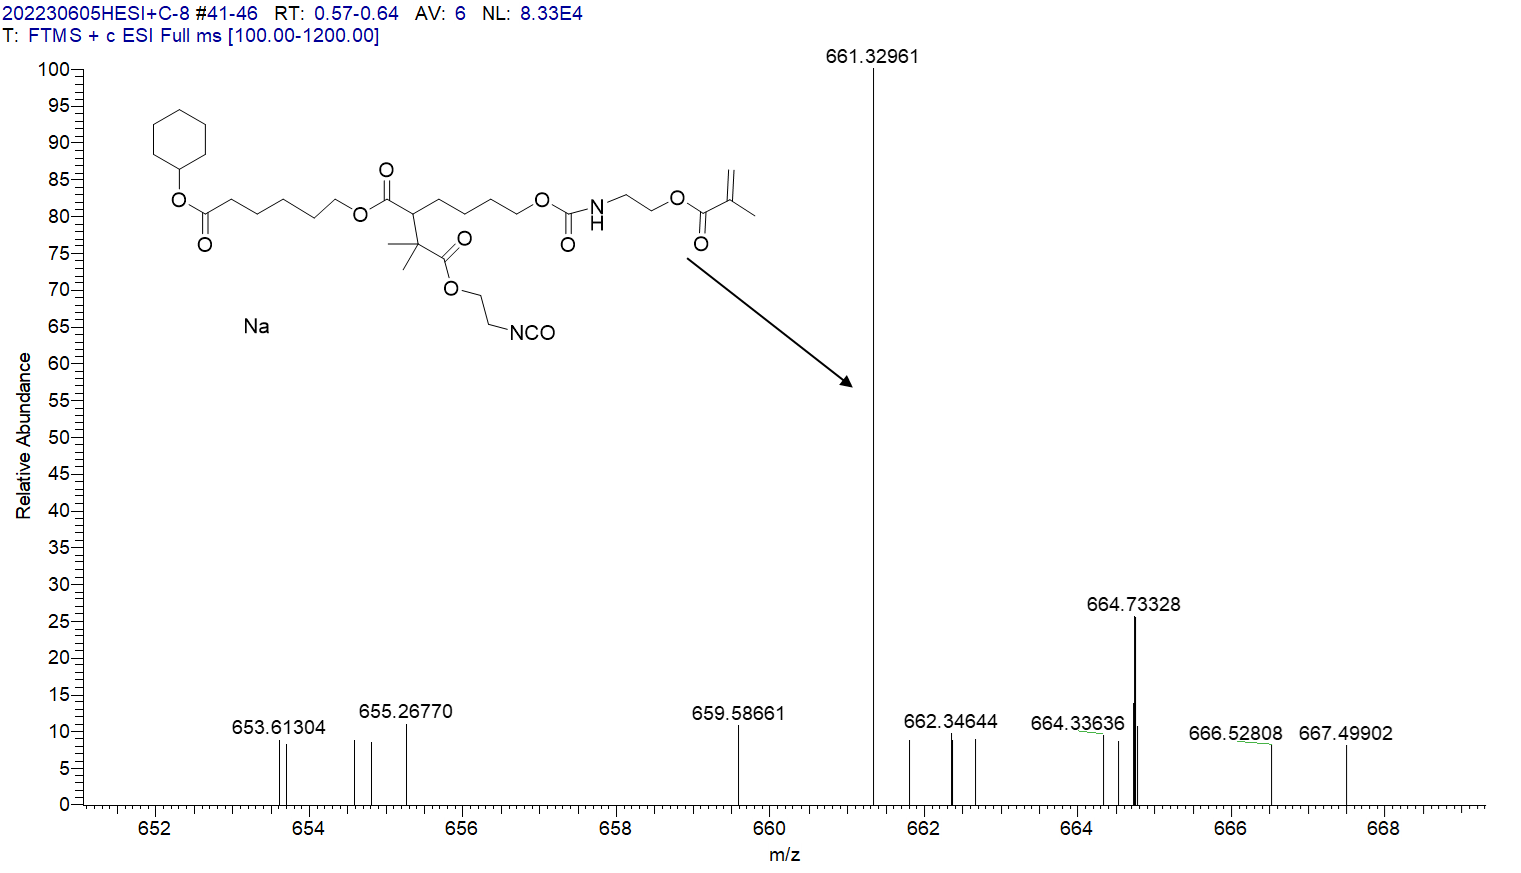 202230605HESI+C-8 #41-46 RT: 0.57-0.64 AV: 6 NL: 8.33E4
T: FTMS + c ESI Full ms [100.00-1200.00]
661.32961
100
95
90
85
80
75
70
65
60
55
50
45
40
35
30
25
20
15
10
5
0
Relative Abundance
O
O
O
O
O
O
N
H
O
O
O
O
NCO
Na
664.73328
653.61304
655.26770
659.58661
662.34644
664.33636
666.52808
667.49902
652
654
656
658
660
662
664
666
668
m/z